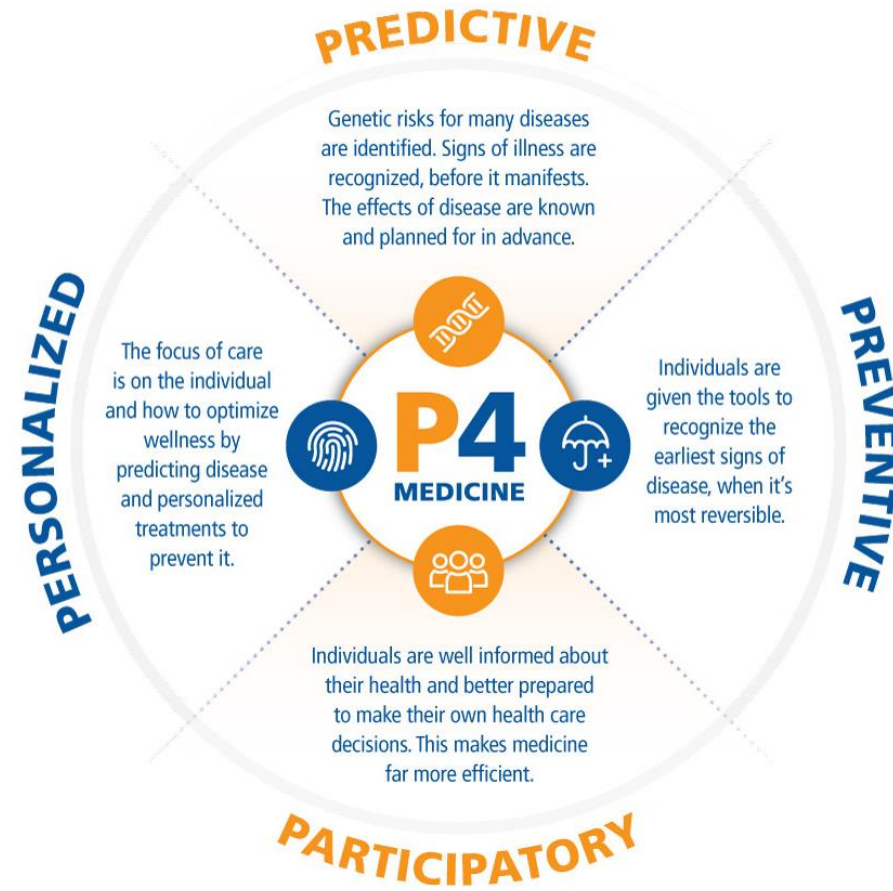 PREDICTIVE
Genetic risks for many diseases
are identified. Signs of illness are
recognized, before it manifests.
The effects of disease are known
and planned for in advance.
PERSONALIZED
The focus of care
is on the individual
and how to optimize
wellness by
predicting disease
and personalized
treatments to
prevent it.
P4
MEDICINE
Individuals are
given the tools to
recognize the
earliest signs of
disease, when it's
most reversible.
PREVENTIVE
Individuals are well informed about
their health and better prepared
to make their own health care
decisions. This makes medicine
far more efficient.
PARTICIPATORY